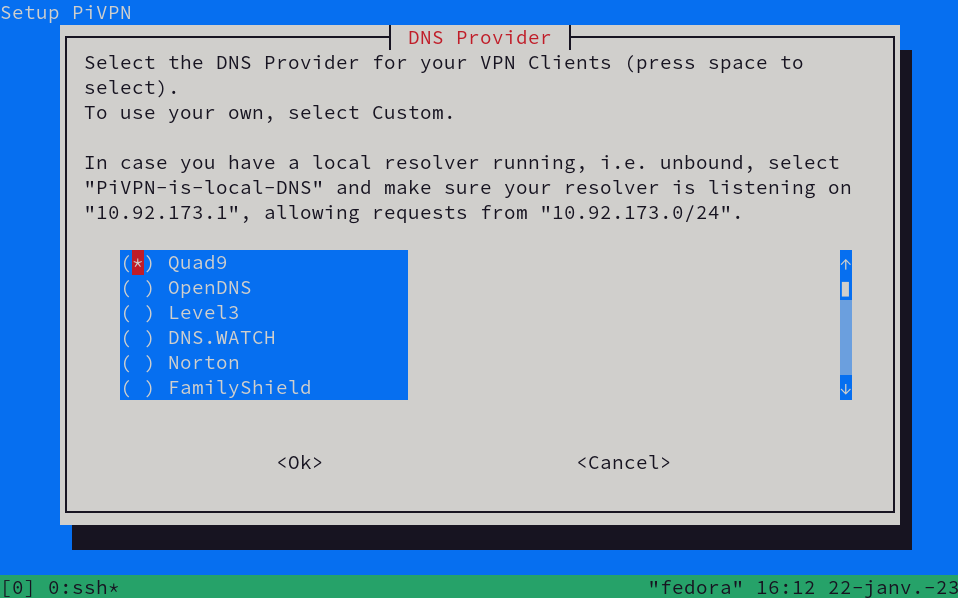 Setup PiVPN
DNS Provider
Select the DNS Provider for your VPN Clients (press space to
select).
To use your own, select Custom.
In case you have a local resolver running, i.e. unbound, select
"PiVPN-is-local-DNS" and make sure your resolver is listening on
"10.92.173.1", allowing requests from "10.92.173.0/24".
(*) Quad9
( ) OpenDNS
( ) Level3
( ) DNS.WATCH
( ) Norton
( ) FamilyShield
<Ok> <Cancel>
[0] 0:ssh* "fedora" 16:12 22-janv.-23